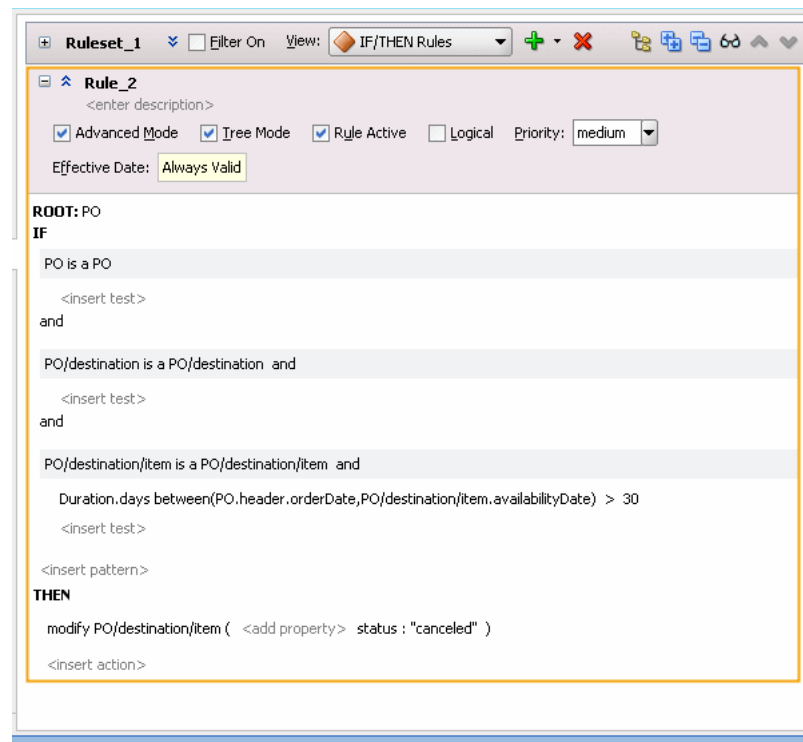 Ruleset_1 Filter On View: IF/THEN Rules
Rule_2
<enter description>
Advanced Mode Tree Mode Rule Active Logical Priority: medium
Effective Date: Always Valid
ROOT: PO
IF
PO is a PO
<insert test>
and
PO/destination is a PO/destination and
<insert test>
and
PO/destination/item is a PO/destination/item and
Duration.days between(PO.header.orderDate,PO/destination/item.availabilityDate) > 30
<insert test>
<insert pattern>
THEN
modify PO/destination/item ( <add property> status : "canceled" )
<insert action>